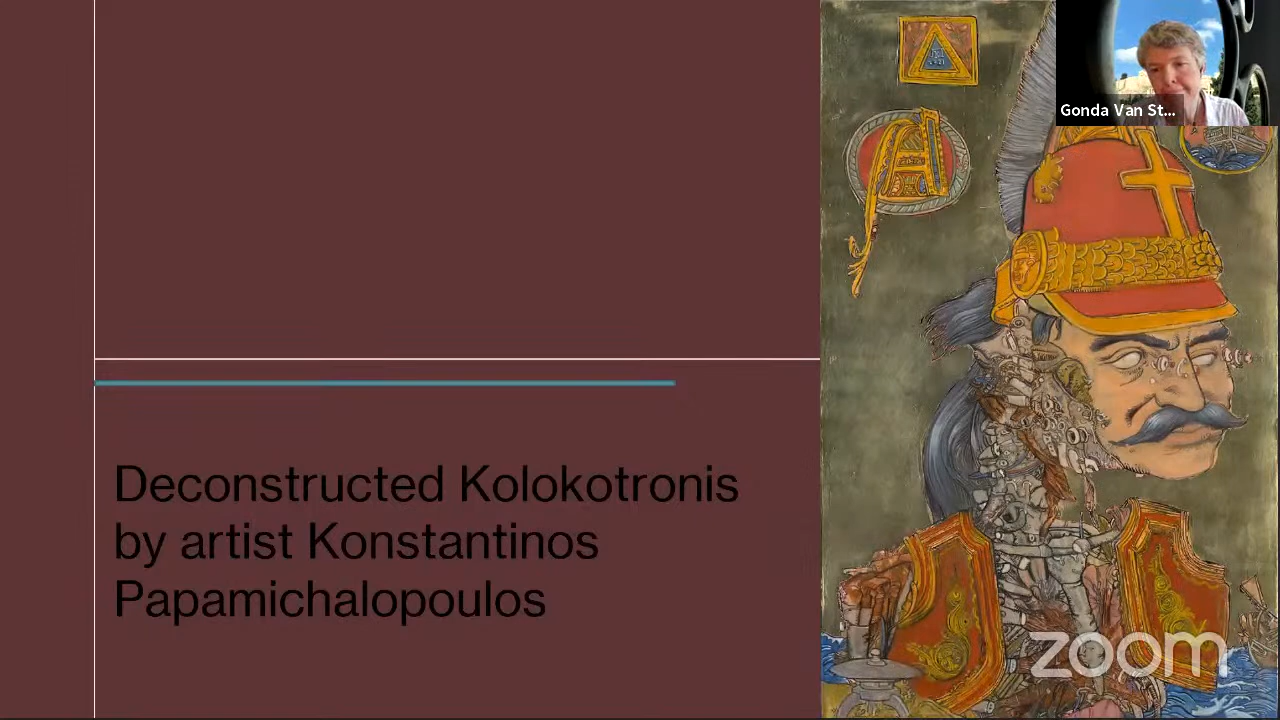 Gonda Van St...
Deconstructed Kolokotronis
by artist Konstantinos
Papamichalopoulos
zoom